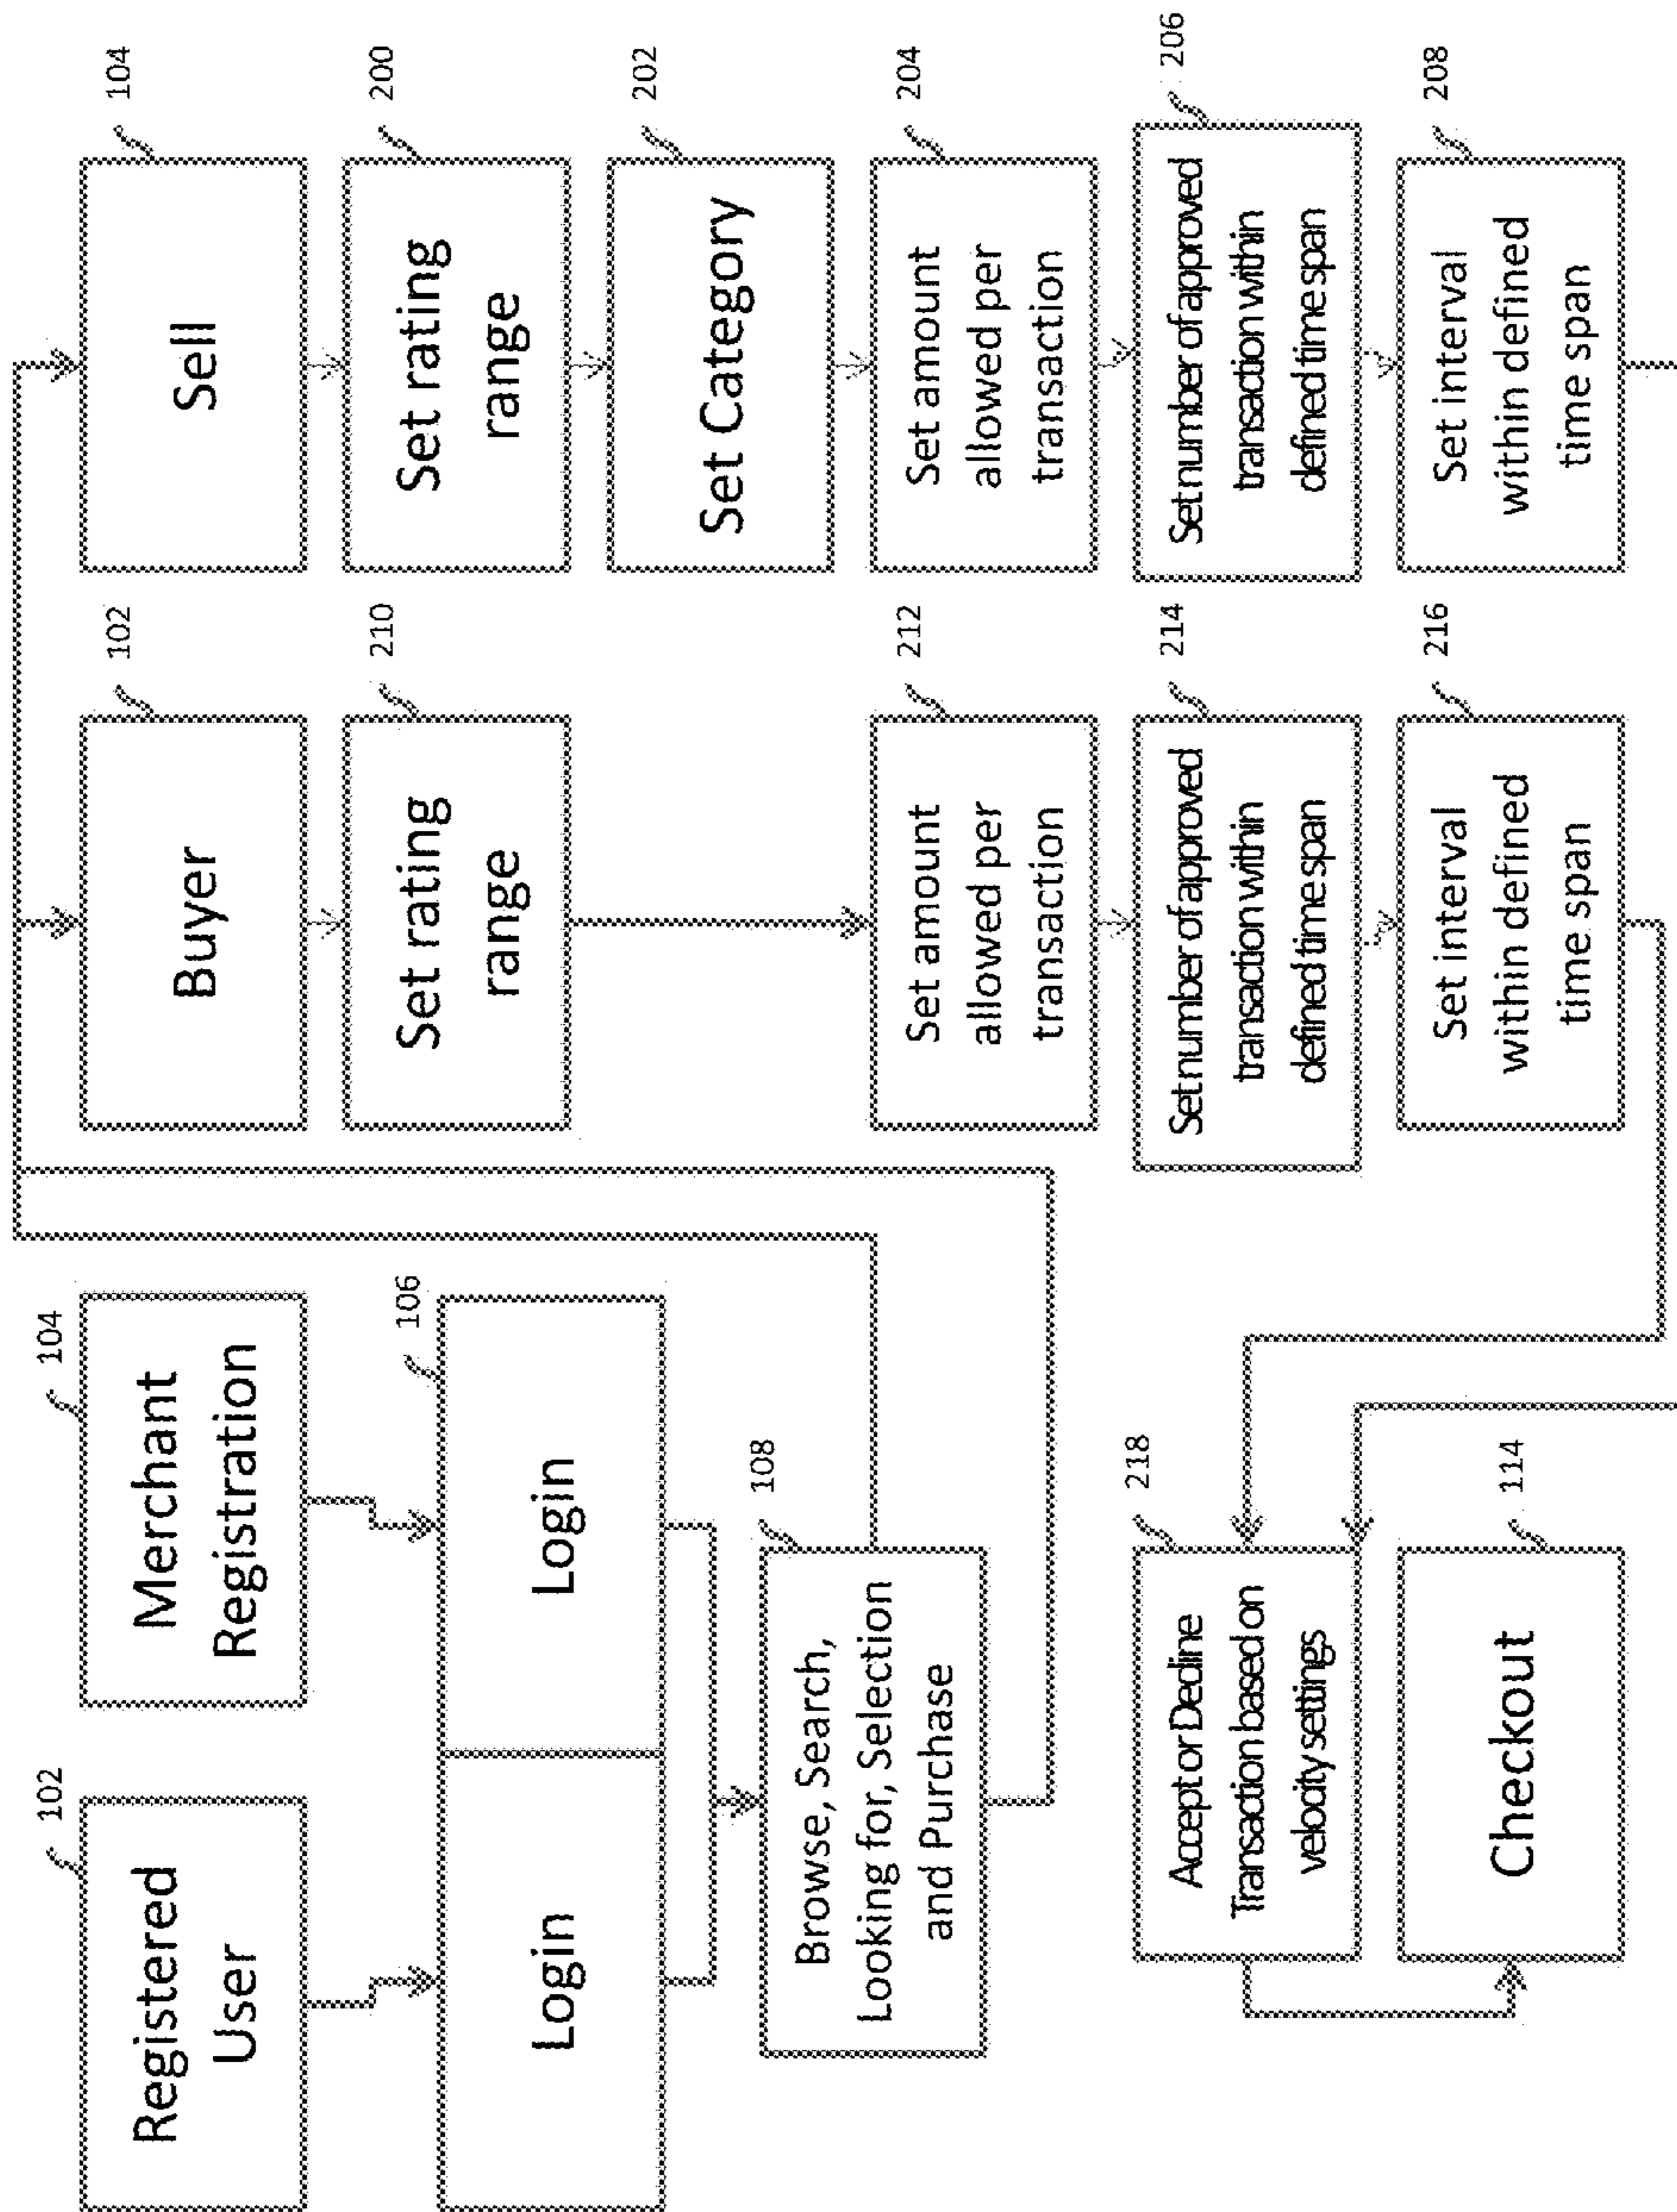 102
Registered
User
104
Merchant
Registration
Login
106
Login
108
Browse, Search,
Looking for, Selection
and Purchase
218
Accept or Decline
Transaction based on
velocity settings
114
Checkout
102
Buyer
210
Set rating
range
212
Set amount
allowed per
transaction
214
Set number of approved
transaction within
defined time span
216
Set interval
within defined
time span
104
Sell
200
Set rating
range
202
Set Category
204
Set amount
allowed per
transaction
206
Set number of approved
transaction within
defined time span
208
Set interval
within defined
time span